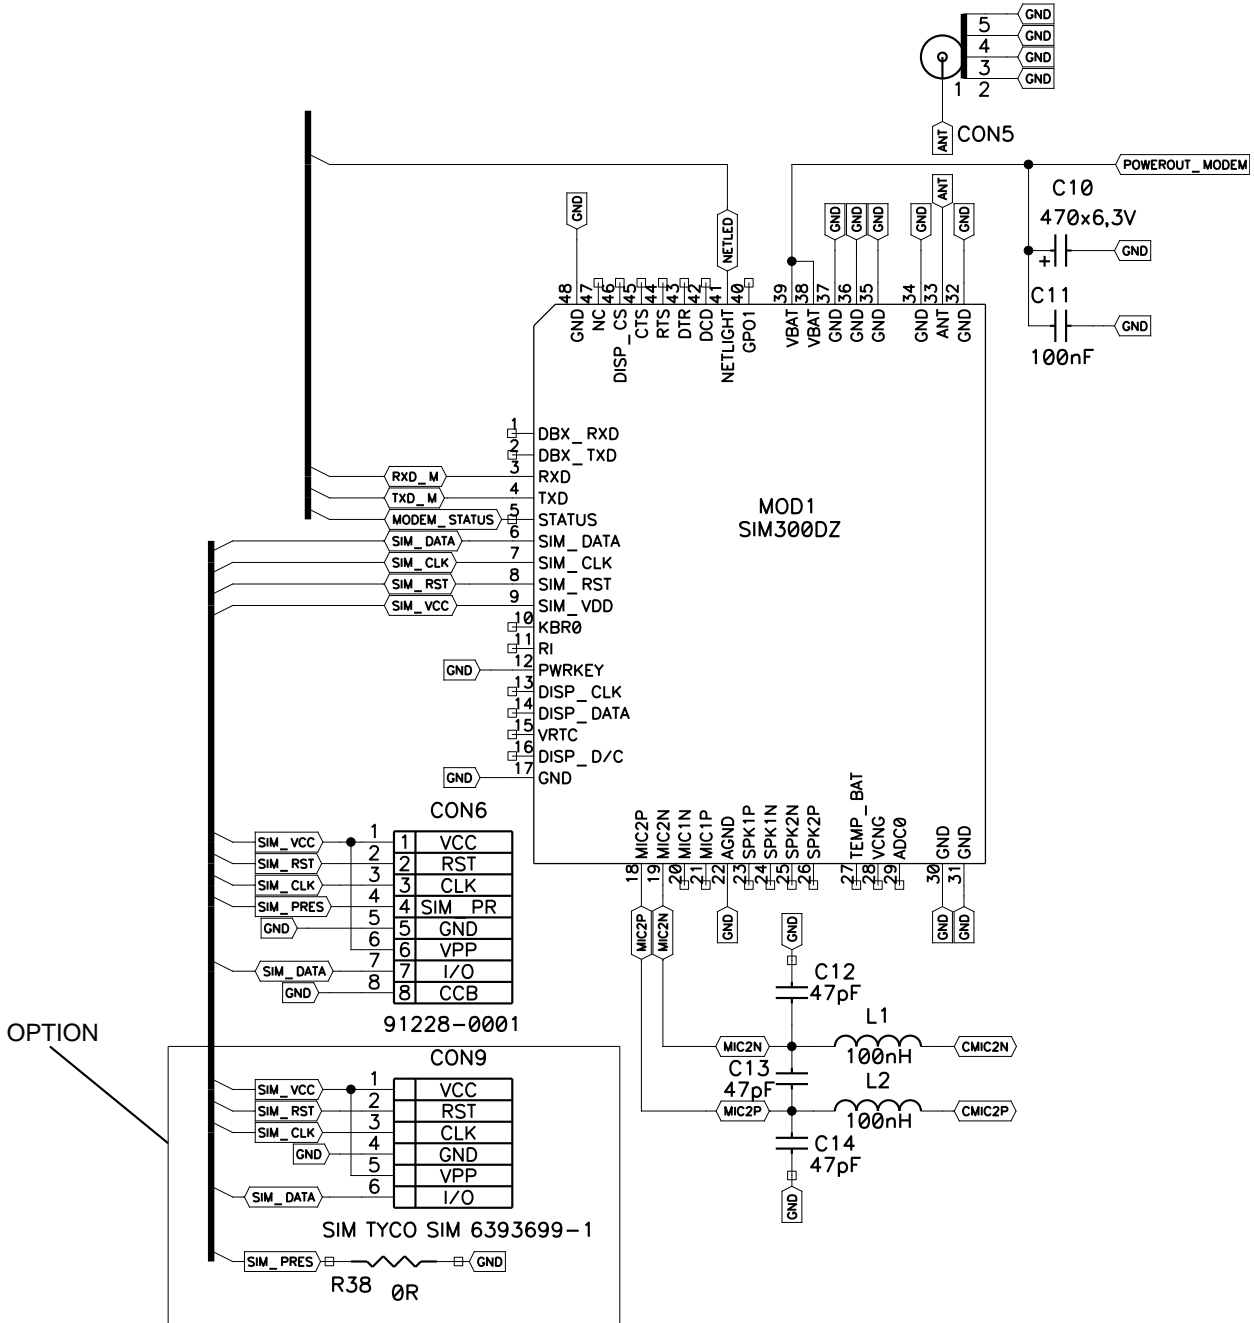 5 GND
4 GND
3 GND
1 2 GND
ANT CON5
POWEROUT_MODEM
C10
470x6,3V
+ GND
C11
GND
100nF
GND NETLED GND GND GND GND ANT GND
48 47 46 45 44 43 42 41 40 39 38 37 36 35 34 33 32
GND NC DISP_CS CTS RTS DTR DCD NETLIGHT GPO1 VBAT VBAT GND GND GND GND ANT GND
1 DBX_RXD
2 DBX_TXD
RXD_M 3 RXD
TXD_M 4 TXD
MODEM_STATUS 5 STATUS
SIM_DATA 6 SIM_DATA
SIM_CLK 7 SIM_CLK
SIM_RST 8 SIM_RST
SIM_VCC 9 SIM_VDD
10 KBR0
11 RI
GND 12 PWRKEY
13 DISP_CLK
14 DISP_DATA
15 VRTC
16 DISP_D/C
GND 17 GND
MOD1
SIM300DZ
MIC2P MIC2N MIC1N MIC1P AGND SPK1P SPK1N SPK2N SPK2P TEMP_BAT VCNG ADC0 GND GND
18 19 20 21 22 23 24 25 26 27 28 29 30 31
MIC2P MIC2N GND GND GND GND
CON6
SIM_VCC 1 1 VCC
SIM_RST 2 2 RST
SIM_CLK 3 3 CLK
SIM_PRES 4 4 SIM_PR
GND 5 5 GND
6 6 VPP
SIM_DATA 7 7 I/O
GND 8 8 CCB
91228-0001
C12
47pF
MIC2N L1 CMIC2N
100nH
C13
47pF
MIC2P L2 CMIC2P
100nH
C14
47pF
GND
OPTION
CON9
SIM_VCC 1 VCC
SIM_RST 2 RST
SIM_CLK 3 CLK
GND 4 GND
5 VPP
SIM_DATA 6 I/O
SIM TYCO SIM 6393699-1
SIM_PRES GND
R38 0R